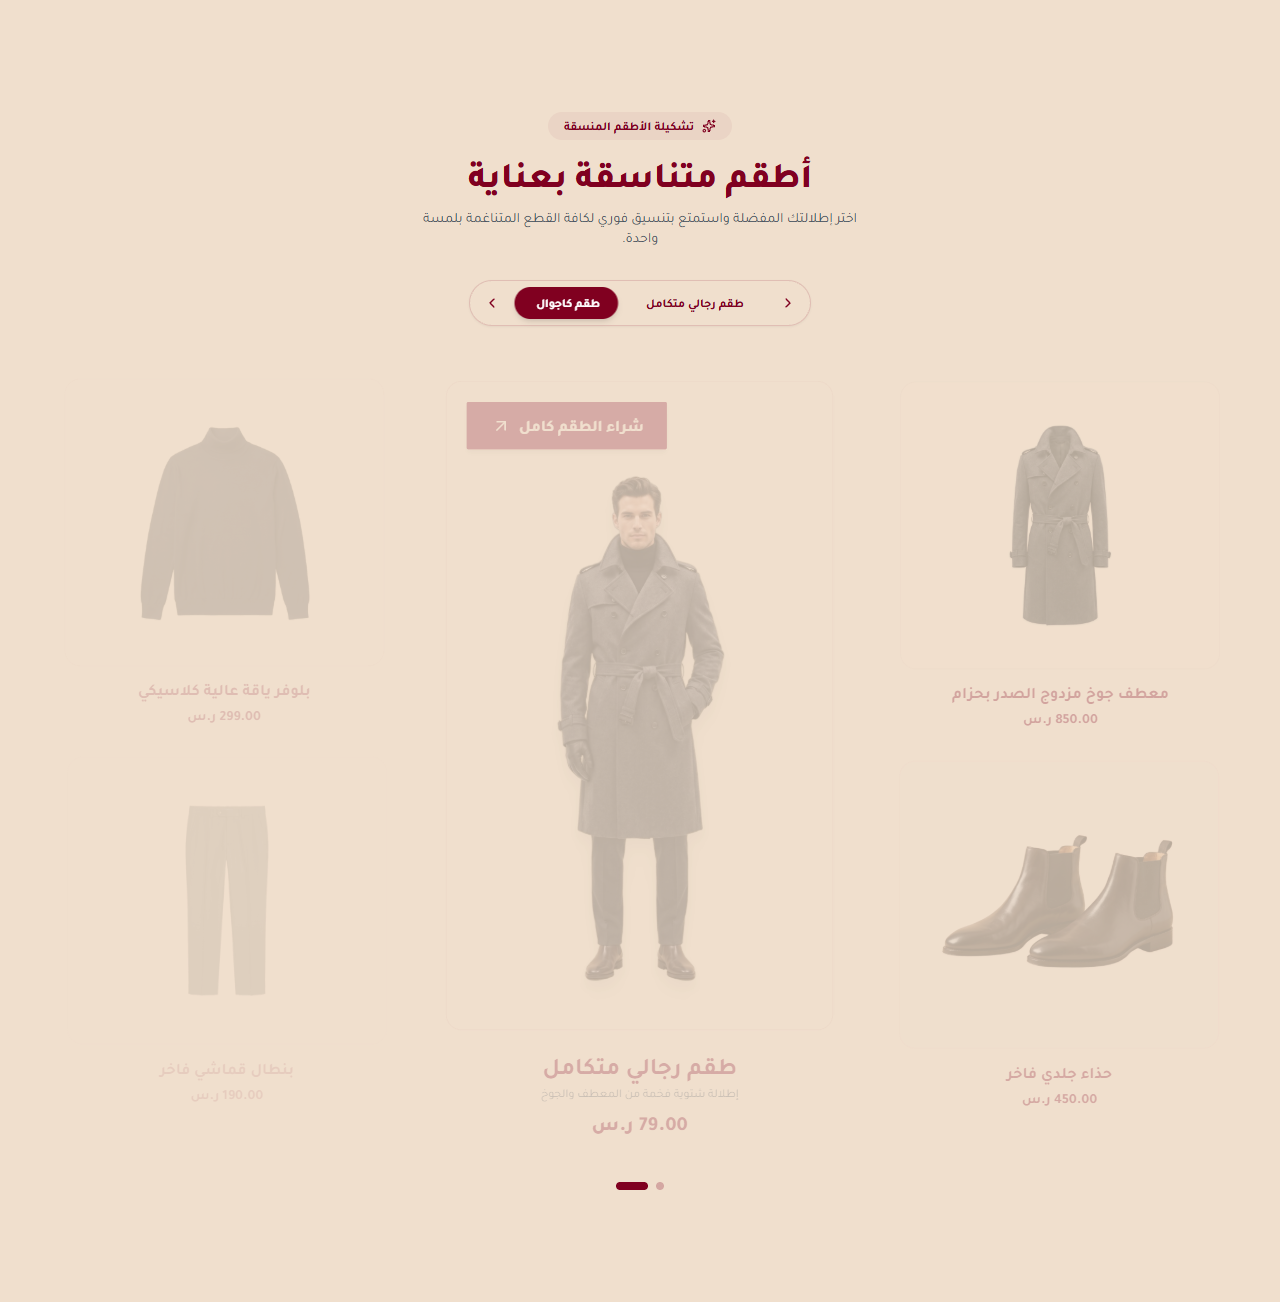 تشكيلة الأطقم المنسقة
أطقم متناسقة بعناية
اختر إطلالتك المفضلة واستمتع بتنسيق فوري لكافة القطع المتناغمة بلمسة
واحدة.
طقم رجالي متكامل
طقم كاجوال
شراء الطقم كامل
معطف جوخ مزدوج الصدر بحزام
850.00 ر.س
حذاء جلدي فاخر
450.00 ر.س
طقم رجالي متكامل
إطلالة شتوية فخمة من المعطف والجوخ
79.00 ر.س
بلوفر ياقة عالية كلاسيكي
299.00 ر.س
بنطال قماشي فاخر
190.00 ر.س